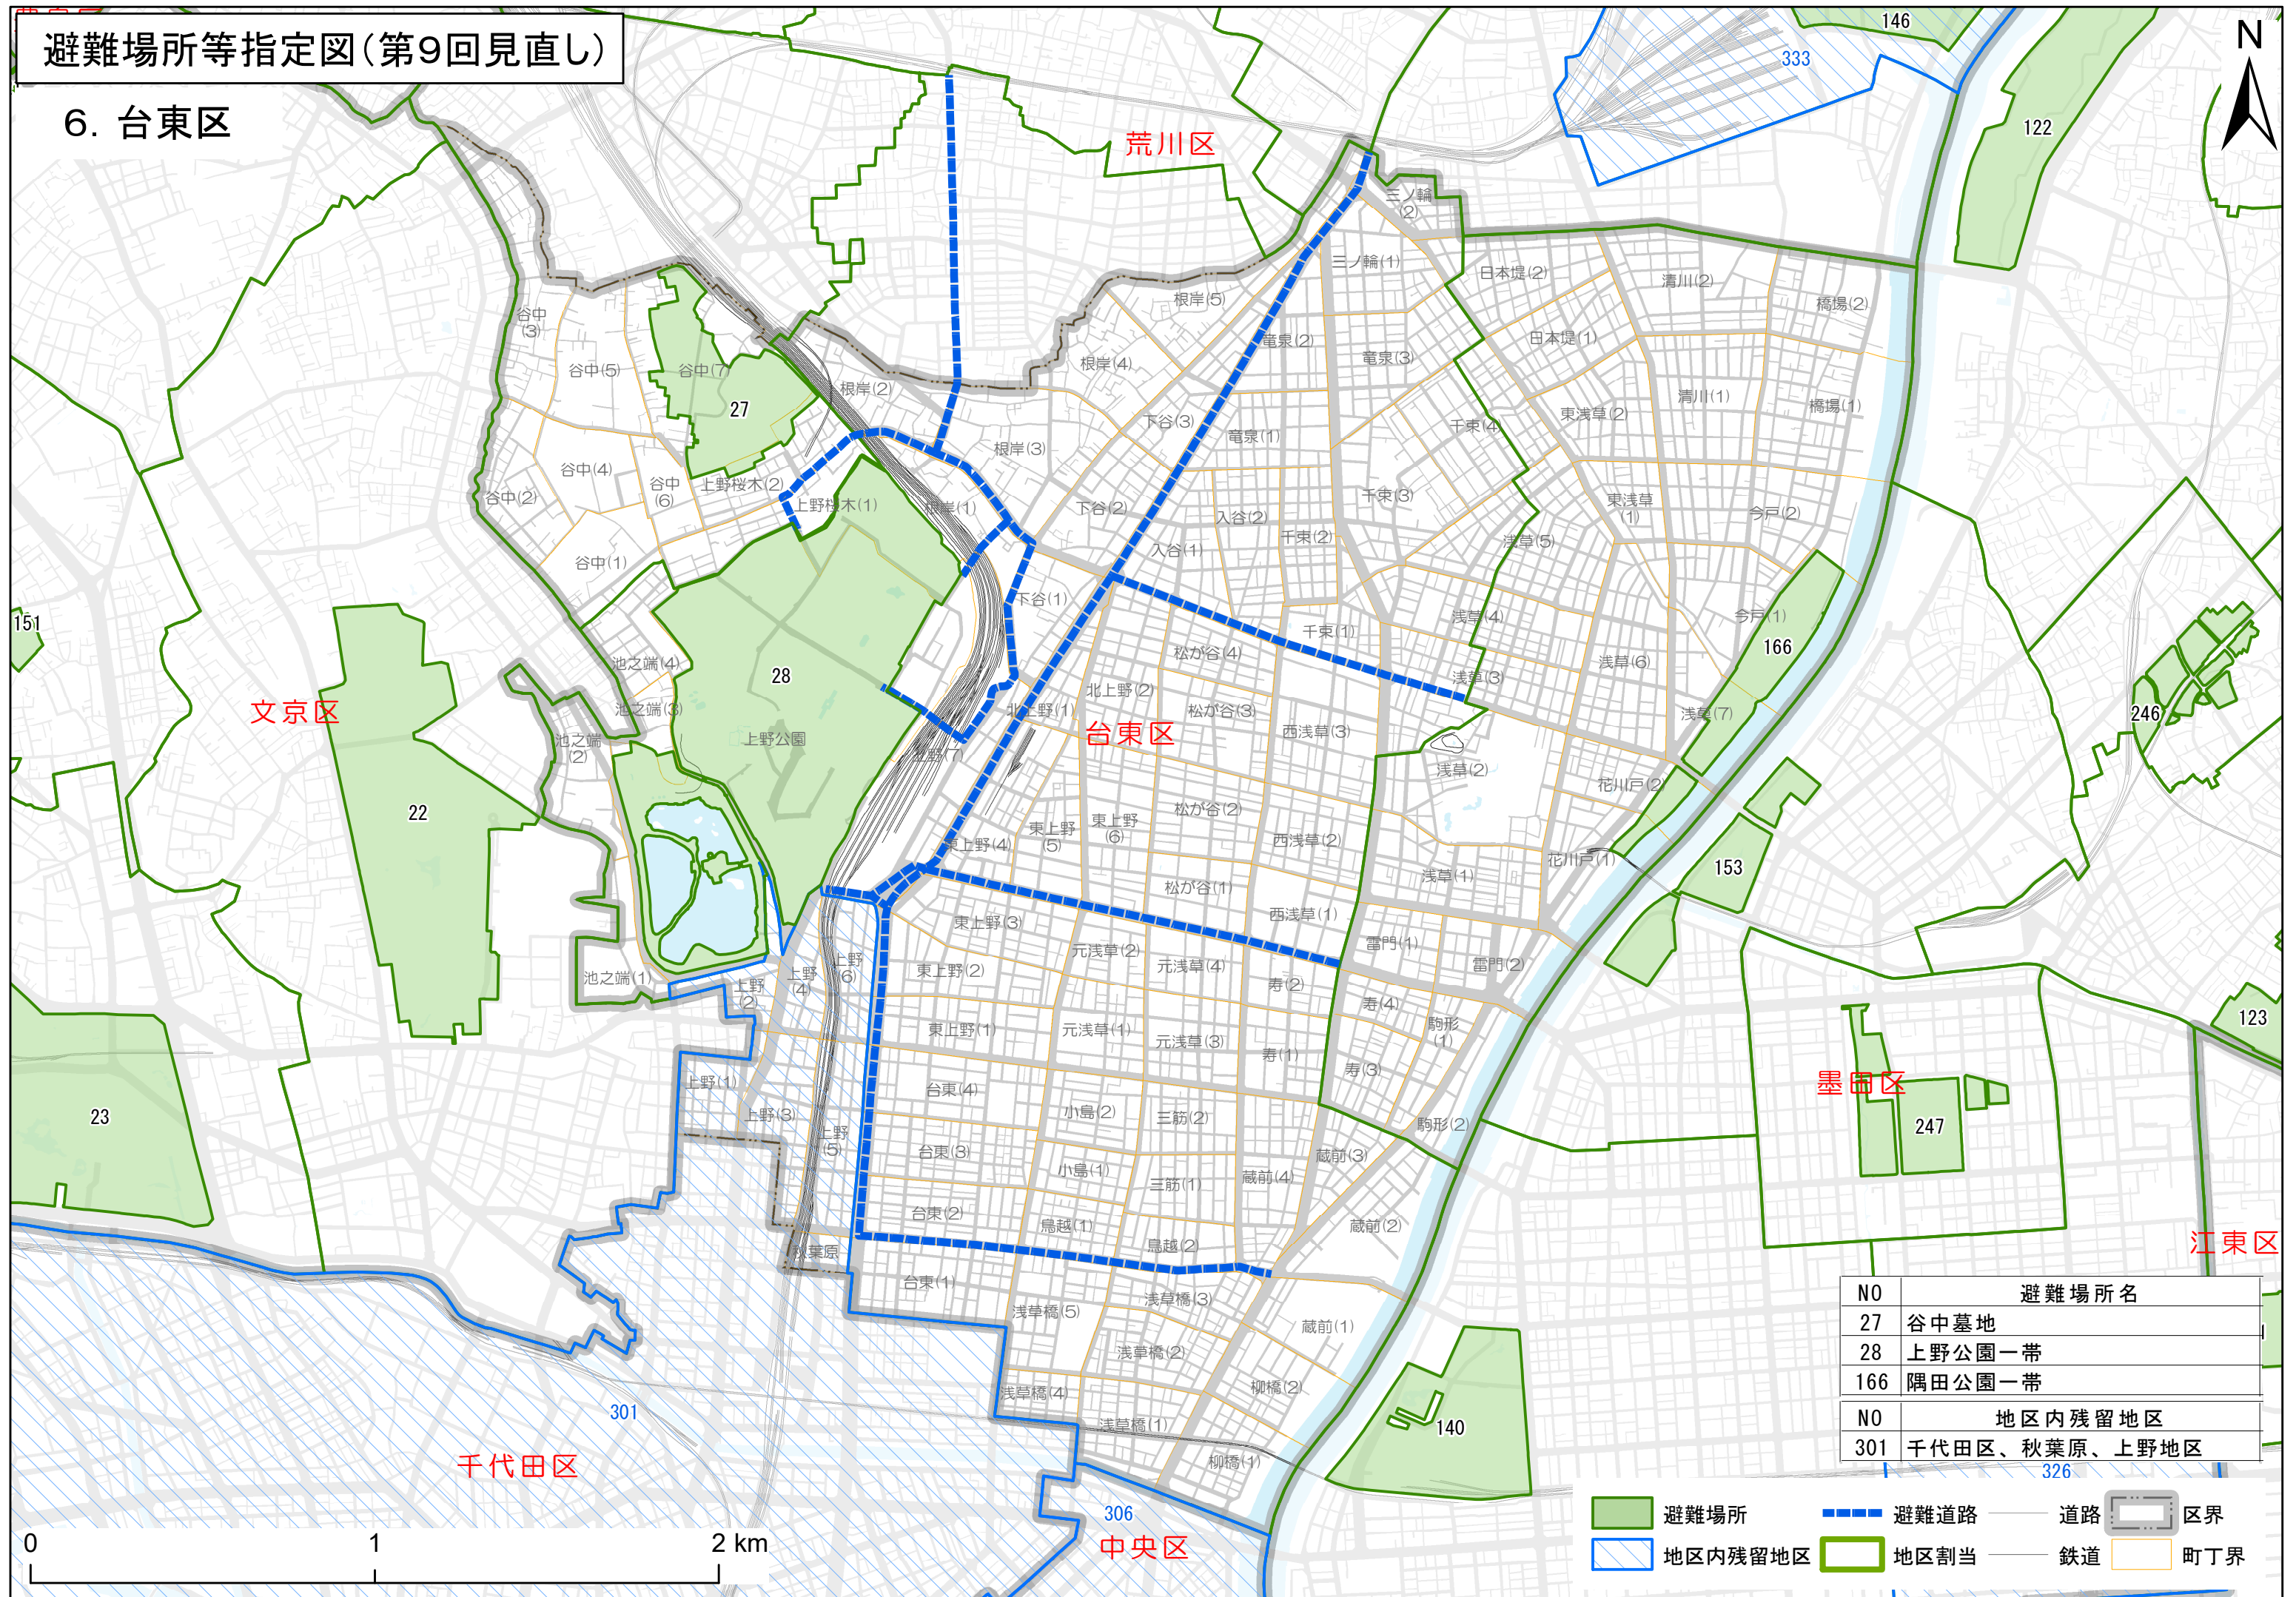 避難場所等指定図(第9回見直し)
6. 台東区
N
146
333
122
荒川区
三ノ輪
(2)
三ノ輪(1)
日本堤(2)
清川(2)
橋場(2)
根岸(5)
谷中
(3)
竜泉(2)
日本堤(1)
竜泉(3)
根岸(4)
谷中(5)
谷中(7)
根岸(2)
清川(1)
橋場(1)
27
東浅草(2)
下谷(3)
千束(4)
竜泉(1)
根岸(3)
谷中(4)
谷中
(6)
上野桜木(2)
谷中(2)
上野桜木(1)
根岸(1)
下谷(2)
千束(3)
東浅草
(1)
今戸(2)
入谷(2)
千束(2)
浅草(5)
入谷(1)
谷中(1)
下谷(1)
151
浅草(4)
今戸(1)
千束(1)
166
松が谷(4)
浅草(6)
池之端(4)
28
浅草(3)
北上野(2)
文京区
池之端(3)
北上野(1)
松が谷(3)
浅草(7)
246
台東区
西浅草(3)
池之端
(2)
上野公園
上野(7)
浅草(2)
花川戸(2)
22
松が谷(2)
東上野
(5)
東上野
(6)
東上野(4)
西浅草(2)
花川戸(1)
153
浅草(1)
松が谷(1)
西浅草(1)
東上野(3)
雷門(1)
元浅草(2)
元浅草(4)
雷門(2)
上野
(6)
東上野(2)
池之端(1)
上野
(4)
上野
(2)
寿(2)
寿(4)
123
東上野(1)
元浅草(1)
元浅草(3)
駒形
(1)
寿(1)
寿(3)
上野(1)
墨田区
台東(4)
23
上野(3)
小島(2)
三筋(2)
駒形(2)
247
上野
(5)
台東(3)
小島(1)
蔵前(3)
三筋(1)
蔵前(4)
台東(2)
鳥越(1)
蔵前(2)
鳥越(2)
江東区
秋葉原
台東(1)
浅草橋(5)
浅草橋(3)
蔵前(1)
浅草橋(2)
柳橋(2)
浅草橋(4)
浅草橋(1)
301
140
柳橋(1)
千代田区
306
中央区
326
NO 避難場所名
27 谷中墓地
28 上野公園一帯
166 隅田公園一帯
NO 地区内残留地区
301 千代田区、秋葉原、上野地区
避難場所 避難道路 道路 区界
地区内残留地区 地区割当 鉄道 町丁界
0 1 2 km